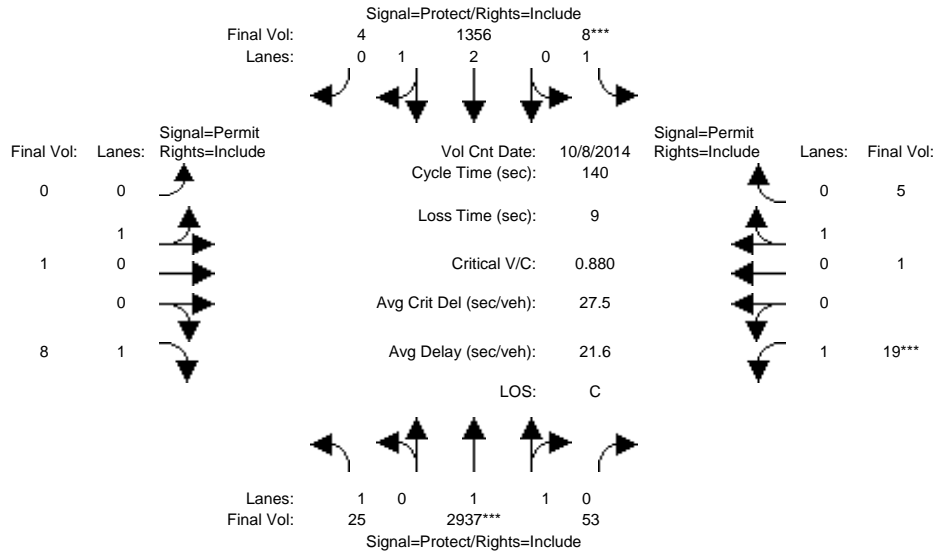 Signal=Protect/Rights=Include
Final Vol: 4 1356 8***
Lanes: 0 1 2 0 1
Signal=Permit
Final Vol: Lanes: Rights=Include
Vol Cnt Date: 10/8/2014
Signal=Permit
Rights=Include Lanes: Final Vol:
Cycle Time (sec): 140
0 0
0 5
Loss Time (sec): 9
1
1
1 0
Critical V/C: 0.880
0 1
0
Avg Crit Del (sec/veh): 27.5
0
8 1
Avg Delay (sec/veh): 21.6
1 19***
LOS: C
Lanes: 1 0 1 1 0
Final Vol: 25 2937*** 53
Signal=Protect/Rights=Include